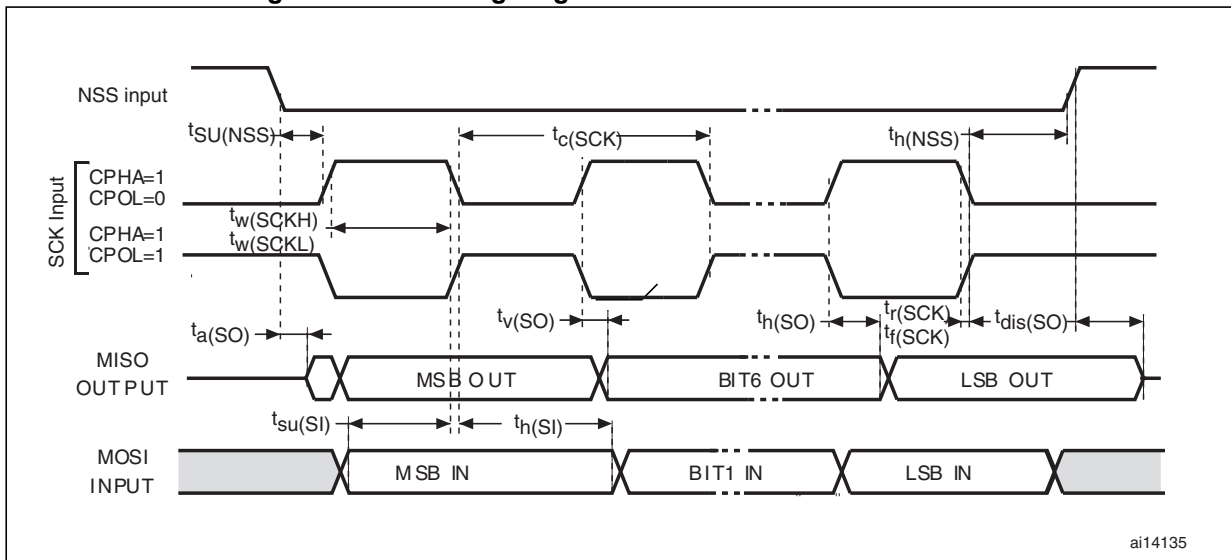 NSS input
tSU(NSS)
tc(SCK)
th(NSS)
SCK Input
CPHA=1
CPOL=0
tw(SCKH)
tw(SCKL)
CPHA=1
CPOL=1
ta(SO)
tv(SO)
th(SO)
tr(SCK)
tf(SCK)
tdis(SO)
MISO
OUTPUT
MSB OUT
BIT6 OUT
LSB OUT
tsu(SI)
th(SI)
MOSI
INPUT
MSB IN
BIT1 IN
LSB IN
ai14135